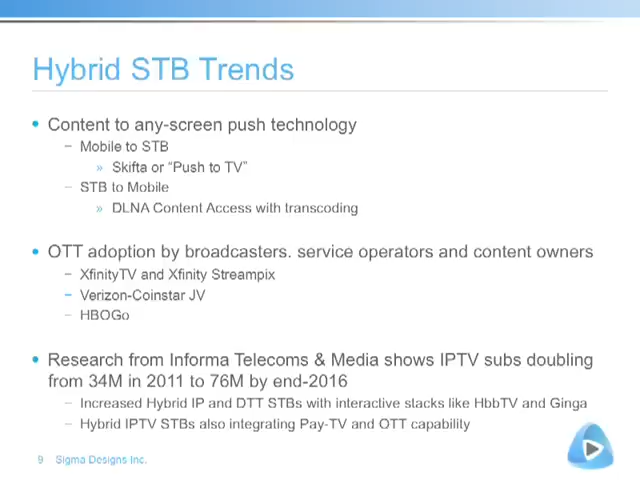 Hybrid STB Trends
• Content to any-screen push technology
− Mobile to STB
» Skifta or “Push to TV”
− STB to Mobile
» DLNA Content Access with transcoding
• OTT adoption by broadcasters. service operators and content owners
− XfinityTV and Xfinity Streampix
− Verizon-Coinstar JV
− HBOGo
• Research from Informa Telecoms & Media shows IPTV subs doubling
from 34M in 2011 to 76M by end-2016
− Increased Hybrid IP and DTT STBs with interactive stacks like HbbTV and Ginga
− Hybrid IPTV STBs also integrating Pay-TV and OTT capability
9 Sigma Designs Inc.